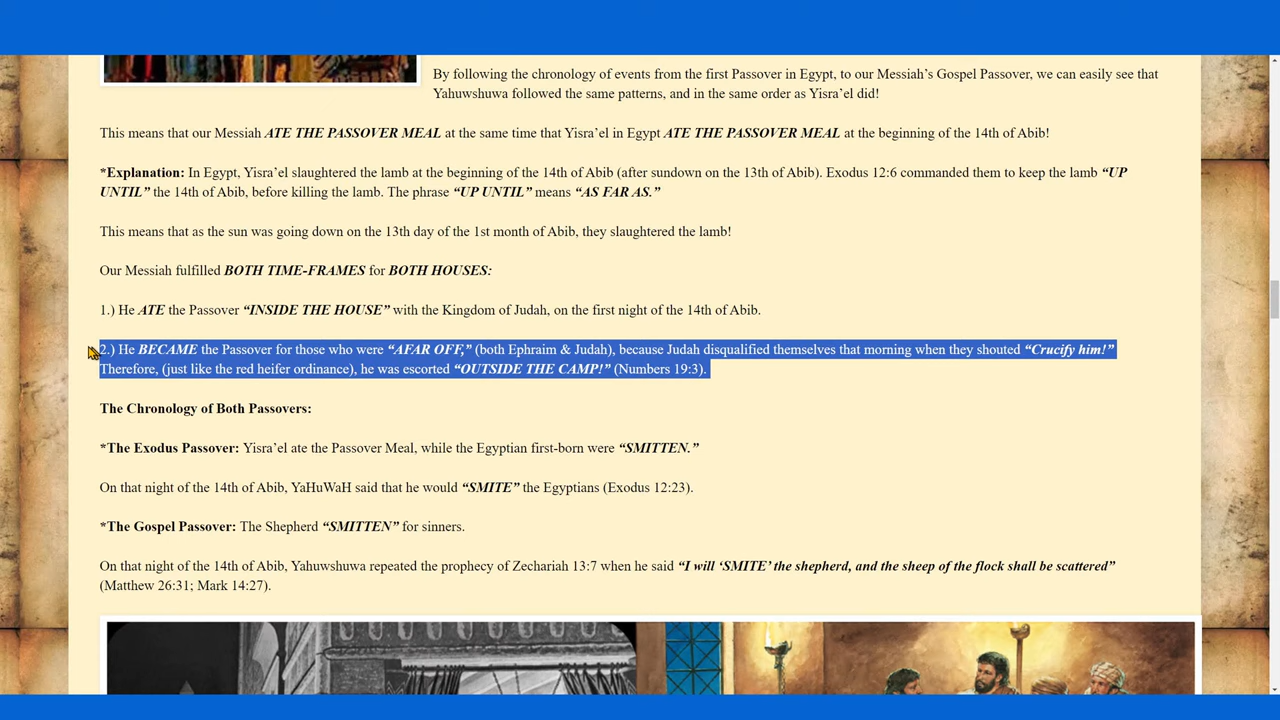 By following the chronology of events from the first Passover in Egypt, to our Messiah’s Gospel Passover, we can easily see that
Yahuwshuwa followed the same patterns, and in the same order as Yisra’el did!
This means that our Messiah ATE THE PASSOVER MEAL at the same time that Yisra’el in Egypt ATE THE PASSOVER MEAL at the beginning of the 14th of Abib!
*Explanation: In Egypt, Yisra’el slaughtered the lamb at the beginning of the 14th of Abib (after sundown on the 13th of Abib). Exodus 12:6 commanded them to keep the lamb “UP
UNTIL” the 14th of Abib, before killing the lamb. The phrase “UP UNTIL” means “AS FAR AS.”
This means that as the sun was going down on the 13th day of the 1st month of Abib, they slaughtered the lamb!
Our Messiah fulfilled BOTH TIME-FRAMES for BOTH HOUSES:
1.) He ATE the Passover “INSIDE THE HOUSE” with the Kingdom of Judah, on the first night of the 14th of Abib.
2.) He BECAME the Passover for those who were “AFAR OFF,” (both Ephraim & Judah), because Judah disqualified themselves that morning when they shouted “Crucify him!”
Therefore, (just like the red heifer ordinance), he was escorted “OUTSIDE THE CAMP!” (Numbers 19:3).
The Chronology of Both Passovers:
*The Exodus Passover: Yisra’el ate the Passover Meal, while the Egyptian first-born were “SMITTEN.”
On that night of the 14th of Abib, YaHuWaH said that he would “SMITE” the Egyptians (Exodus 12:23).
*The Gospel Passover: The Shepherd “SMITTEN” for sinners.
On that night of the 14th of Abib, Yahuwshuwa repeated the prophecy of Zechariah 13:7 when he said “I will ‘SMITE’ the shepherd, and the sheep of the flock shall be scattered”
(Matthew 26:31; Mark 14:27).